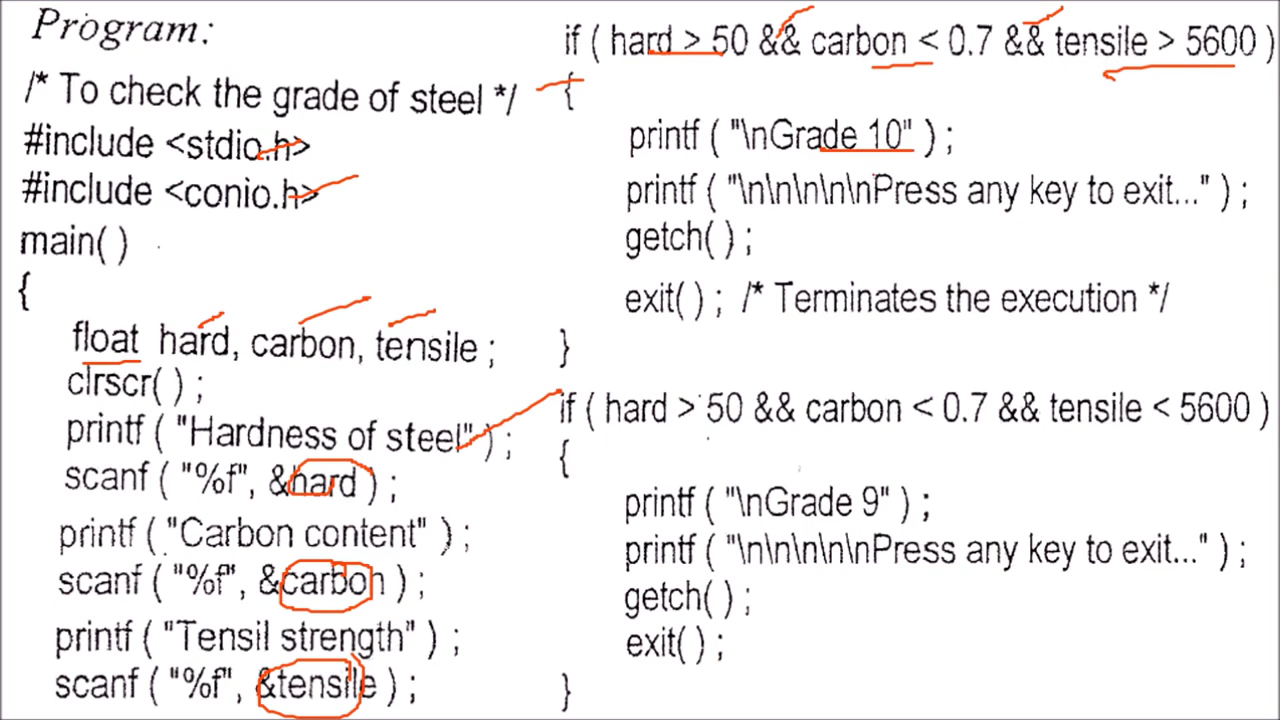 Program:
/* To check the grade of steel */
#include <stdio.h>
#include <conio.h>
main( )
{
float hard, carbon, tensile ;
clrscr( ) ;
printf ( "Hardness of steel" ) ;
scanf ( "%f", &hard ) ;
printf ( "Carbon content" ) ;
scanf ( "%f", &carbon ) ;
printf ( "Tensil strength" ) ;
scanf ( "%f", &tensile ) ;
if ( hard > 50 && carbon < 0.7 && tensile > 5600 )
{
printf ( "\nGrade 10" ) ;
printf ( "\n\n\n\n\nPress any key to exit..." ) ;
getch( ) ;
exit( ) ; /* Terminates the execution */
}
if ( hard > 50 && carbon < 0.7 && tensile < 5600 )
{
printf ( "\nGrade 9" ) ;
printf ( "\n\n\n\n\nPress any key to exit..." ) ;
getch( ) ;
exit( ) ;
}